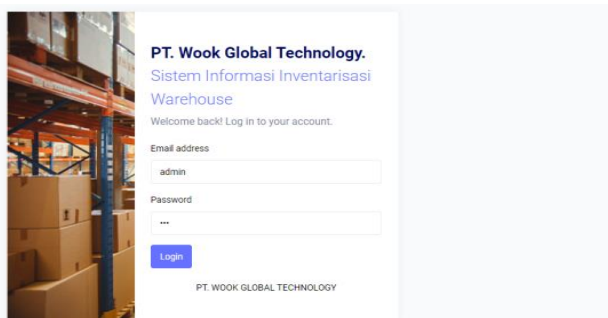 PT. Wook Global Technology.
Sistem Informasi Inventarisasi
Warehouse
Welcome back! Log in to your account.
Email address
admin
Password
•••
Login
PT. WOOK GLOBAL TECHNOLOGY